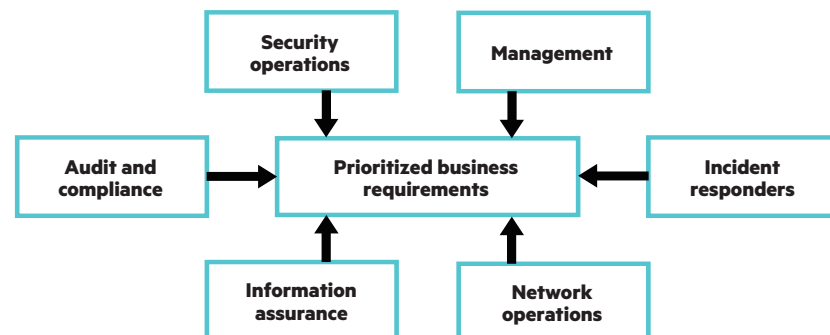 Security
operations
Management
Audit and
compliance
Prioritized business
requirements
Incident
responders
Information
assurance
Network
operations